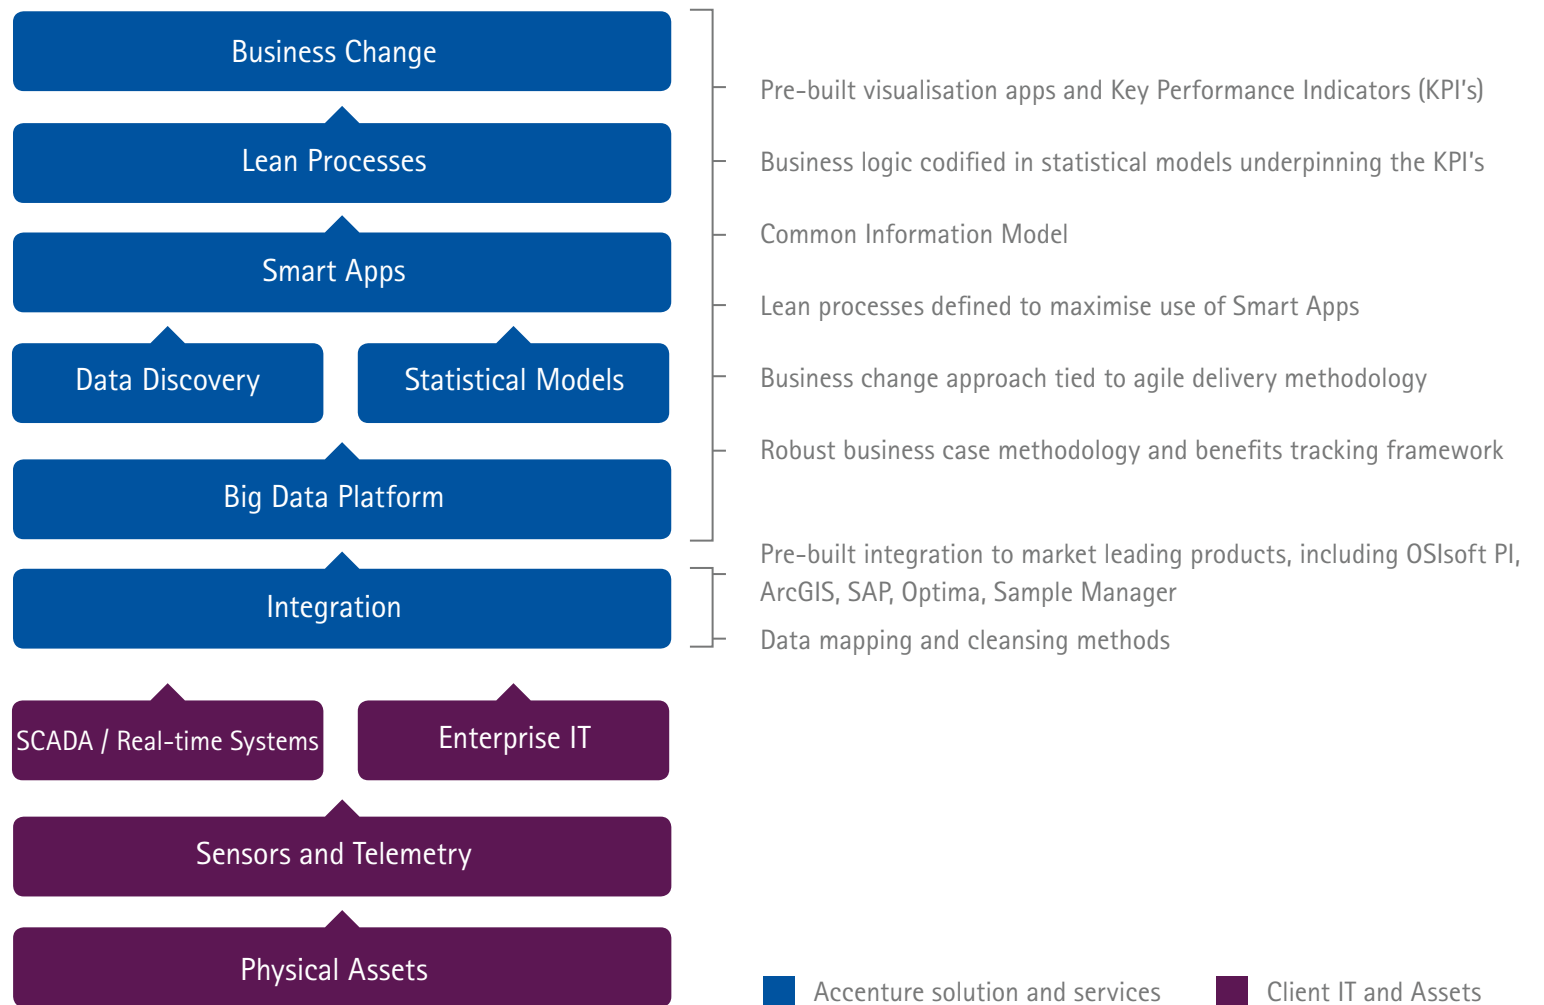 Business Change
Lean Processes
Smart Apps
Data Discovery
Statistical Models
Big Data Platform
Integration
SCADA / Real-time Systems
Enterprise IT
Sensors and Telemetry
Physical Assets
Pre-built visualisation apps and Key Performance Indicators (KPI's)
Business logic codified in statistical models underpinning the KPI's
Common Information Model
Lean processes defined to maximise use of Smart Apps
Business change approach tied to agile delivery methodology
Robust business case methodology and benefits tracking framework
Pre-built integration to market leading products, including OSIsoft PI,
ArcGIS, SAP, Optima, Sample Manager
Data mapping and cleansing methods
Accenture solution and services
Client IT and Assets